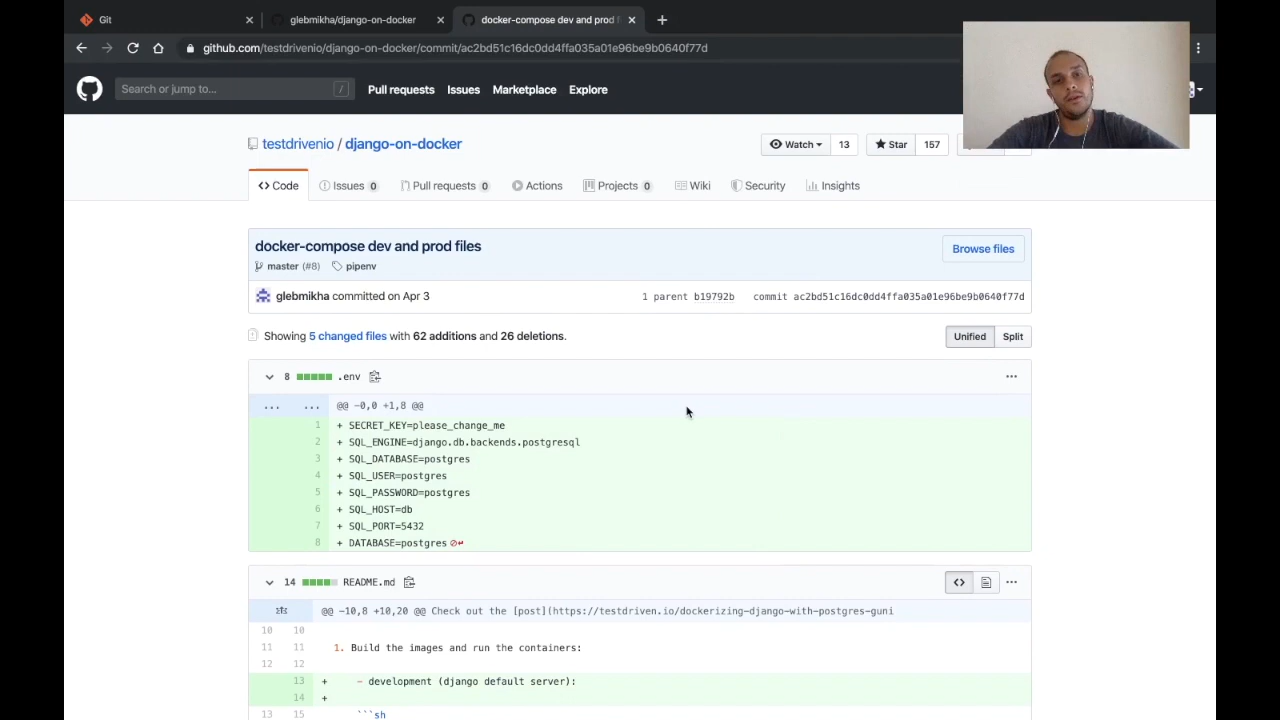 Git
glebmikha/django-on-docker
docker-compose dev and prod f
github.com/testdrivenio/django-on-docker/commit/ac2bd51c16dc0dd4ffa035a01e96be9b0640f77d
Search or jump to... /
Pull requests Issues Marketplace Explore
testdrivenio / django-on-docker
Watch 13 Star 157
Code Issues 0 Pull requests 0 Actions Projects 0 Wiki Security Insights
docker-compose dev and prod files
Browse files
master (#8) pipenv
glebmikha committed on Apr 3 1 parent b19792b commit ac2bd51c16dc0dd4ffa035a01e96be9b0640f77d
Showing 5 changed files with 62 additions and 26 deletions.
Unified Split
8 .env
... ... @@ -0,0 +1,8 @@
1 + SECRET_KEY=please_change_me
2 + SQL_ENGINE=django.db.backends.postgresql
3 + SQL_DATABASE=postgres
4 + SQL_USER=postgres
5 + SQL_PASSWORD=postgres
6 + SQL_HOST=db
7 + SQL_PORT=5432
8 + DATABASE=postgres
14 README.md
@@ -10,8 +10,20 @@ Check out the [post](https://testdriven.io/dockerizing-django-with-postgres-guni
10 10
11 11 1. Build the images and run the containers:
12 12
13 + - development (django default server):
14 +
13 15 ```sh